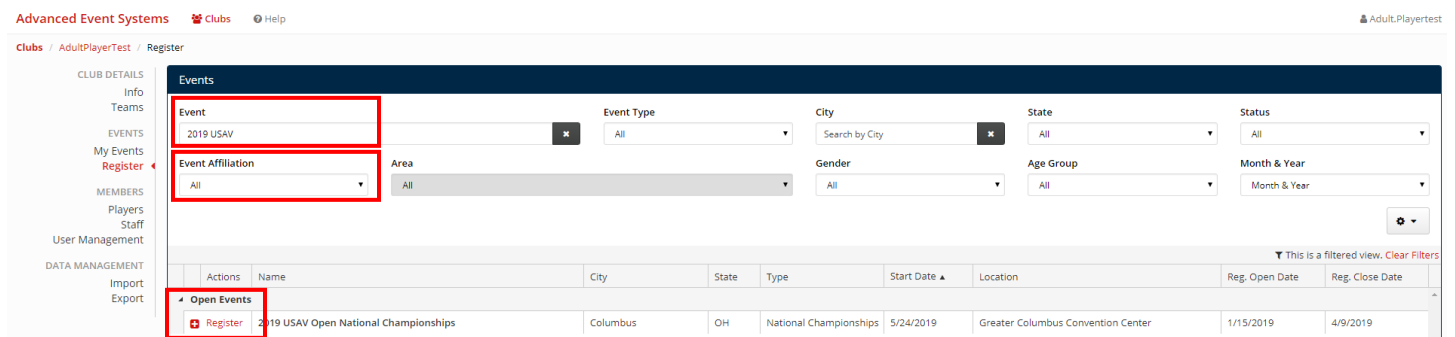 Advanced Event Systems Clubs Help Adult.Playertest
Clubs / AdultPlayerTest / Register
CLUB DETAILS
Info
Teams
EVENTS
My Events
Register
MEMBERS
Players
Staff
User Management
DATA MANAGEMENT
Import
Export
Events
Event Event Type City State Status
2019 USAV All Search by City All All
Event Affiliation Area Gender Age Group Month & Year
All All All All Month & Year
This is a filtered view. Clear Filters
Actions Name City State Type Start Date Location Reg. Open Date Reg. Close Date
Open Events
Register 2019 USAV Open National Championships Columbus OH National Championships 5/24/2019 Greater Columbus Convention Center 1/15/2019 4/9/2019